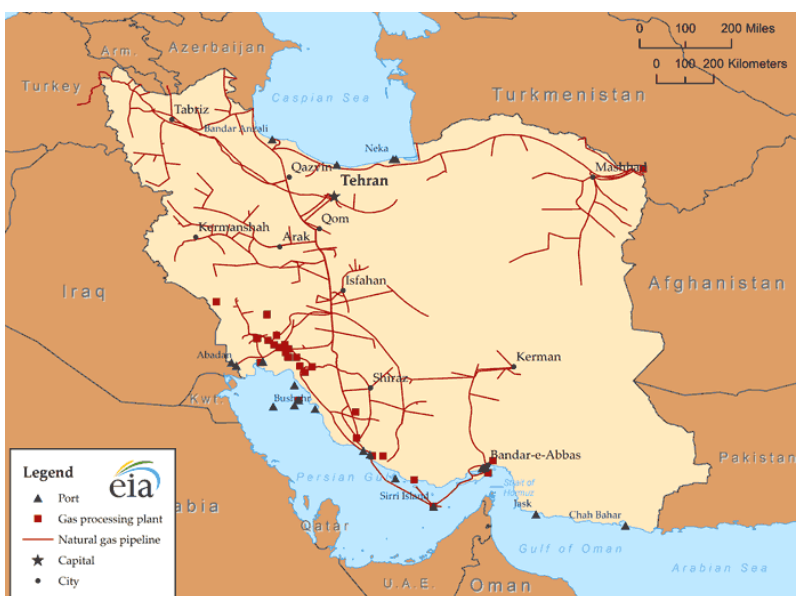 0 100 200 Miles
0 100 200 Kilometers
Azerbaijan
Arm.
Turkey
Caspian Sea
Turkmenistan
Tabriz
Bandar Anzali
Neka
Qazvin
Mashhad
Tehran
Qom
Kermanshah
Arak
Isfahan
Iraq
Afghanistan
Abadan
Kerman
Shiraz
Kwt.
Bushehr
Bandar-e-Abbas
Pakistan
Persian Gulf
Strait of
Hormuz
Sirri Island
Jask
Chah Bahar
Qatar
Gulf of Oman
Arabian Sea
U.A.E.
Oman
abia
Legend
eia
Port
Gas processing plant
Natural gas pipeline
Capital
City